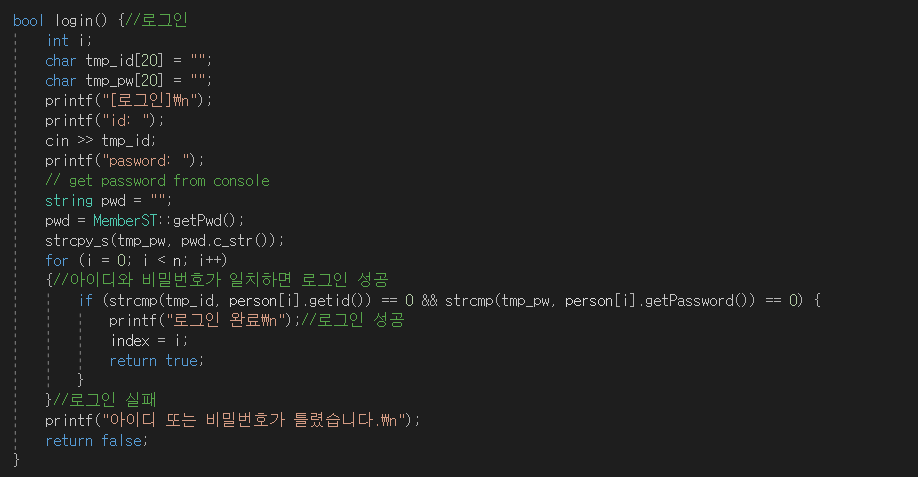 bool login() {//로그인
int i;
char tmp_id[20] = "";
char tmp_pw[20] = "";
printf("[로그인]₩n");
printf("id: ");
cin >> tmp_id;
printf("pasword: ");
// get password from console
string pwd = "";
pwd = MemberST::getPwd();
strcpy_s(tmp_pw, pwd.c_str());
for (i = 0; i < n; i++)
{//아이디와 비밀번호가 일치하면 로그인 성공
if (strcmp(tmp_id, person[i].getid()) == 0 && strcmp(tmp_pw, person[i].getPassword()) == 0) {
printf("로그인 완료₩n");//로그인 성공
index = i;
return true;
}
}//로그인 실패
printf("아이디 또는 비밀번호가 틀렸습니다.₩n");
return false;
}